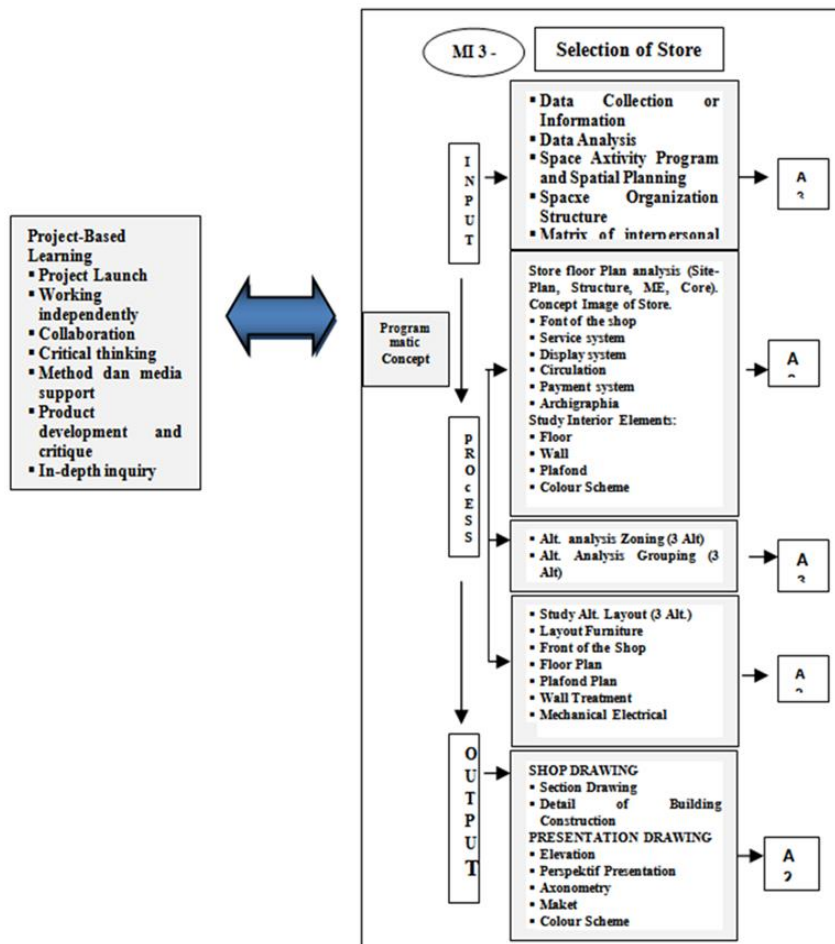 MI 3 -
Selection of Store
▪ Data Collection or
Information
▪ Data Analysis
▪ Space Axtivity Program
and Spatial Planning
▪ Spacxe Organization
Structure
▪ Matrix of interpersonal
I
N
P
U
T
A
3
Project-Based
Learning
▪ Project Launch
▪ Working
independently
▪ Collaboration
▪ Critical thinking
▪ Method dan media
support
▪ Product
development and
critique
▪ In-depth inquiry
Program
matic
Concept
Store floor Plan analysis (Site-
Plan, Structure, ME, Core).
Concept Image of Store.
▪ Font of the shop
▪ Service system
▪ Display system
▪ Circulation
▪ Payment system
▪ Archigraphia
Study Interior Elements:
▪ Floor
▪ Wall
▪ Plafond
▪ Colour Scheme
A
P
R
O
c
E
S
S
▪ Alt. analysis Zoning (3 Alt)
▪ Alt. Analysis Grouping (3
Alt)
A
3
▪ Study Alt. Layout (3 Alt.)
▪ Layout Furniture
▪ Front of the Shop
▪ Floor Plan
▪ Plafond Plan
▪ Wall Treatment
▪ Mechanical Electrical
A
O
U
T
P
U
T
SHOP DRAWING
▪ Section Drawing
▪ Detail of Building
Construction
PRESENTATION DRAWING
▪ Elevation
▪ Perspektif Presentation
▪ Axonometry
▪ Maket
▪ Colour Scheme
A
2